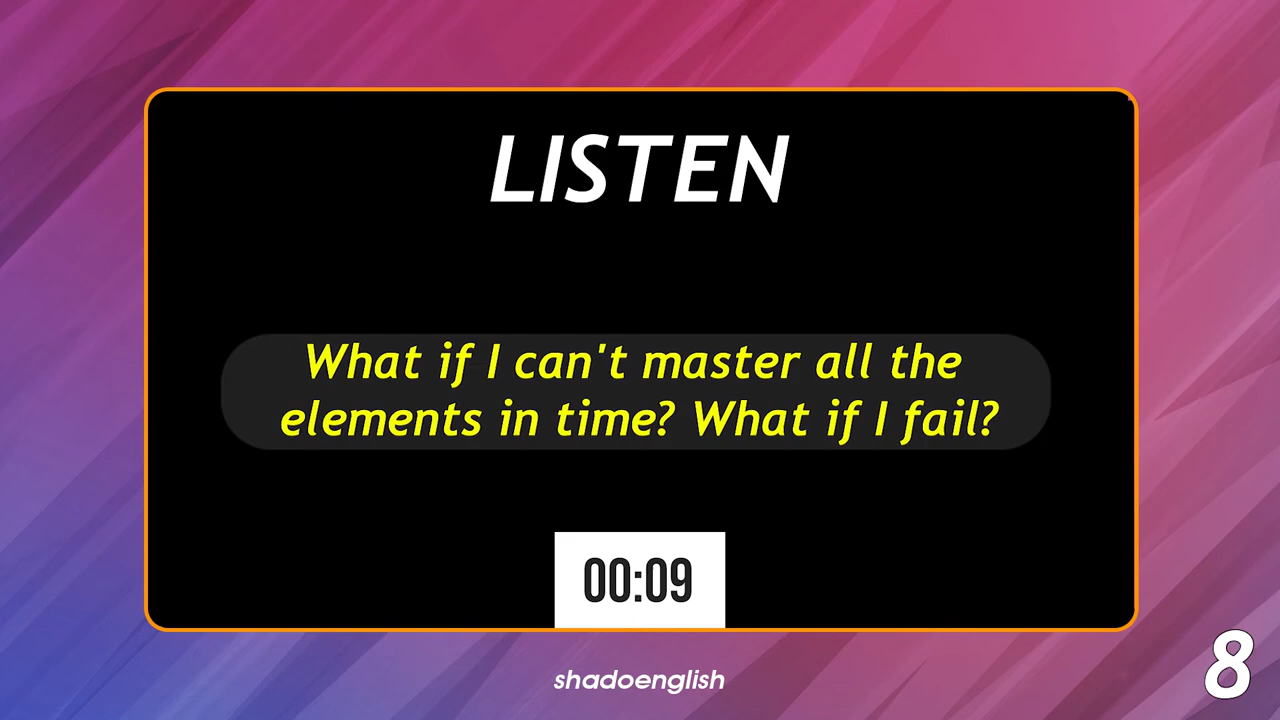 LISTEN
What if I can't master all the
elements in time? What if I fail?
00:09
shadoenglish
8